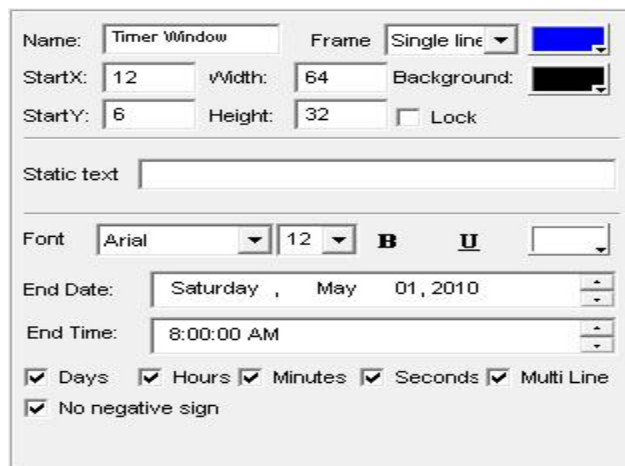 Name: Timer Window Frame Single line
StartX: 12 Width: 64 Background:
StartY: 6 Height: 32 Lock
Static text
Font Arial 12 B U
End Date: Saturday , May 01, 2010
End Time: 8:00:00 AM
Days Hours Minutes Seconds Multi Line
No negative sign